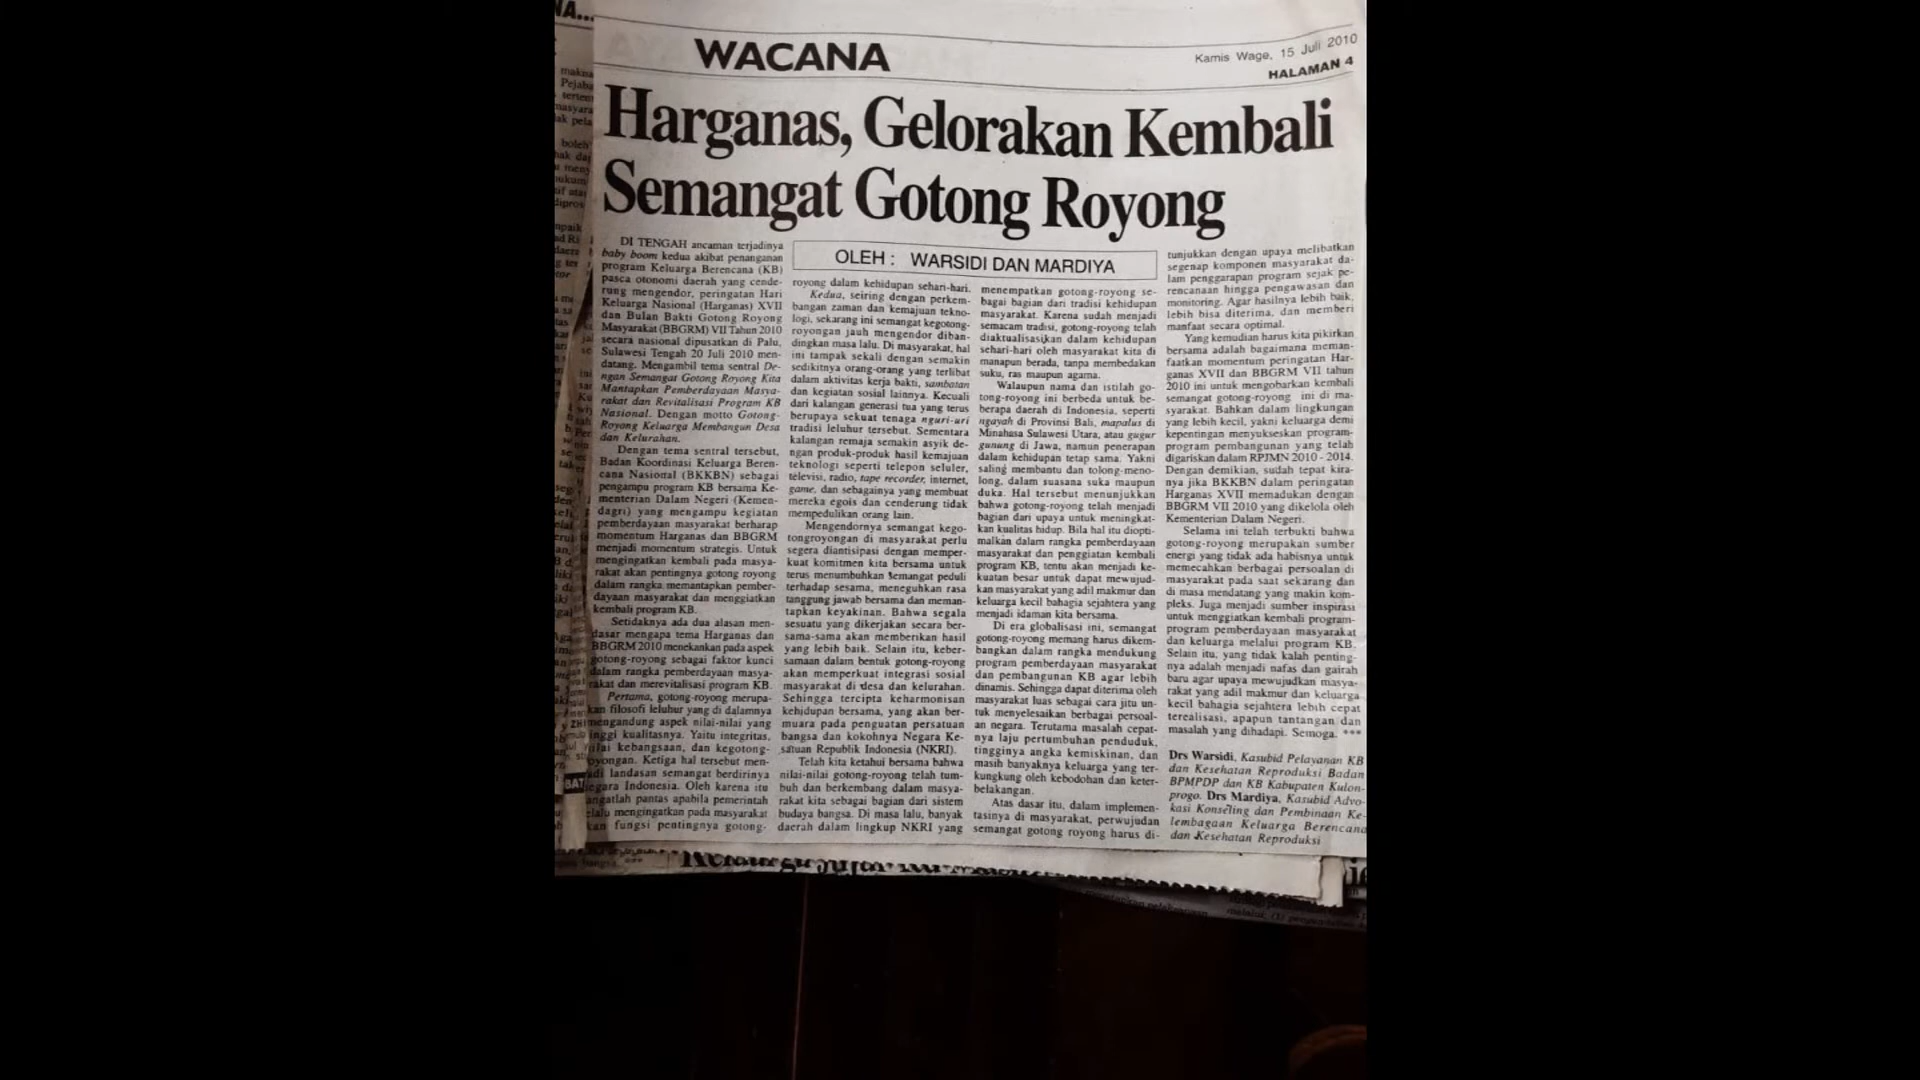 WACANA
Kamis Wage, 15 Juli 2010
HALAMAN 4
Harganas, Gelorakan Kembali
Semangat Gotong Royong
OLEH : WARSIDI DAN MARDIYA
DI TENGAH ancaman terjadinya
baby boom kedua akibat penanganan
program Keluarga Berencana (KB)
pasca otonomi daerah yang cende-
rung mengendor, peringatan Hari
Keluarga Nasional (Harganas) XVII
dan Bulan Bakti Gotong Royong
Masyarakat (BBGRM) VII Tahun 2010
secara nasional dipusatkan di Palu,
Sulawesi Tengah 20 Juli 2010 men-
datang. Mengambil tema sentral De-
ngan Semangat Gotong Royong Kita
Mantapkan Pemberdayaan Masya-
rakat dan Revitalisasi Program KB
Nasional. Dengan motto Gotong-
Royong Keluarga Membangun Desa
dan Kelurahan.
Dengan tema sentral tersebut,
Badan Koordinasi Keluarga Beren-
cana Nasional (BKKBN) sebagai
pengampu program KB bersama Ke-
menterian Dalam Negeri (Kemen-
dagri) yang mengampu kegiatan
pemberdayaan masyarakat berharap
momentum Harganas dan BBGRM
menjadi momentum strategis. Untuk
mengingatkan kembali pada masya-
rakat akan pentingnya gotong royong
dalam rangka memantapkan pember-
dayaan masyarakat dan menggiatkan
kembali program KB.
Setidaknya ada dua alasan men-
dasar mengapa tema Harganas dan
BBGRM 2010 menekankan pada aspek
gotong-royong sebagai faktor kunci
dalam rangka pemberdayaan masya-
rakat dan merevitalisasi program KB.
Pertama, gotong-royong merupa-
kan filosofi leluhur yang di dalamnya
mengandung aspek nilai-nilai yang
tinggi kualitasnya. Yaitu integritas,
nilai kebangsaan, dan kegotong-
royongan. Ketiga hal tersebut men-
adi landasan semangat berdirinya
negara Indonesia. Oleh karena itu
angatlah pantas apabila pemerintah
elalu mengingatkan pada masyarakat
kan fungsi pentingnya gotong-
royong dalam kehidupan sehari-hari.
Kedua, seiring dengan perkem-
bangan zaman dan kemajuan tekno-
logi, sekarang ini semangat kegotong-
royongan jauh mengendor diban-
dingkan masa lalu. Di masyarakat, hal
ini tampak sekali dengan semakin
sedikitnya orang-orang yang terlibat
dalam aktivitas kerja bakti, sambatan
dan kegiatan sosial lainnya. Kecuali
dari kalangan generasi tua yang terus
berupaya sekuat tenaga nguri-uri
tradisi leluhur tersebut. Sementara
kalangan remaja semakin asyik de-
ngan produk-produk hasil kemajuan
teknologi seperti telepon seluler,
televisi, radio, tape recorder, internet,
game, dan sebagainya yang membuat
mereka egois dan cenderung tidak
mempedulikan orang lain.
Mengendornya semangat kego-
tongroyongan di masyarakat perlu
segera diantisipasi dengan memper-
kuat komitmen kita bersama untuk
terus menumbuhkan semangat peduli
terhadap sesama, meneguhkan rasa
tanggung jawab bersama dan meman-
tapkan keyakinan. Bahwa segala
sesuatu yang dikerjakan secara ber-
sama-sama akan memberikan hasil
yang lebih baik. Selain itu, keber-
samaan dalam bentuk gotong-royong
akan memperkuat integrasi sosial
masyarakat di desa dan kelurahan.
Sehingga tercipta keharmonisan
kehidupan bersama, yang akan ber-
muara pada penguatan persatuan
bangsa dan kokohnya Negara Ke-
satuan Republik Indonesia (NKRI).
Telah kita ketahui bersama bahwa
nilai-nilai gotong-royong telah tum-
buh dan berkembang dalam masya-
rakat kita sebagai bagian dari sistem
budaya bangsa. Di masa lalu, banyak
daerah dalam lingkup NKRI yang
menempatkan gotong-royong se-
bagai bagian dari tradisi kehidupan
masyarakat. Karena sudah menjadi
semacam tradisi, gotong-royong telah
diaktualisasikan dalam kehidupan
sehari-hari oleh masyarakat kita di
manapun berada, tanpa membedakan
suku, ras maupun agama.
Walaupun nama dan istilah go-
tong-royong ini berbeda untuk be-
berapa daerah di Indonesia, seperti
ngayah di Provinsi Bali, mapalus di
Minahasa Sulawesi Utara, atau gugur
gunung di Jawa, namun penerapan
dalam kehidupan tetap sama. Yakni
saling membantu dan tolong-meno-
long, dalam suasana suka maupun
duka. Hal tersebut menunjukkan
bahwa gotong-royong telah menjadi
bagian dari upaya untuk meningkat-
kan kualitas hidup. Bila hal itu diopti-
malkan dalam rangka pemberdayaan
masyarakat dan penggiatan kembali
program KB, tentu akan menjadi ke-
kuatan besar untuk dapat mewujud-
kan masyarakat yang adil makmur dan
keluarga kecil bahagia sejahtera yang
menjadi idaman kita bersama.
Di era globalisasi ini, semangat
gotong-royong memang harus dikem-
bangkan dalam rangka mendukung
program pemberdayaan masyarakat
dan pembangunan KB agar lebih
dinamis. Sehingga dapat diterima oleh
masyarakat luas sebagai cara jitu un-
tuk menyelesaikan berbagai persoal-
an negara. Terutama masalah cepat-
nya laju pertumbuhan penduduk,
tingginya angka kemiskinan, dan
masih banyaknya keluarga yang ter-
kungkung oleh kebodohan dan keter-
belakangan.
Atas dasar itu, dalam implemen-
tasinya di masyarakat, perwujudan
semangat gotong royong harus di-
tunjukkan dengan upaya melibatkan
segenap komponen masyarakat da-
lam penggarapan program sejak pe-
rencanaan hingga pengawasan dan
monitoring. Agar hasilnya lebih baik,
lebih bisa diterima, dan memberi
manfaat secara optimal.
Yang kemudian harus kita pikirkan
bersama adalah bagaimana meman-
faatkan momentum peringatan Har-
ganas XVII dan BBGRM VII tahun
2010 ini untuk mengobarkan kembali
semangat gotong-royong ini di ma-
syarakat. Bahkan dalam lingkungan
yang lebih kecil, yakni keluarga demi
kepentingan menyukseskan program-
program pembangunan yang telah
digariskan dalam RPJMN 2010 - 2014.
Dengan demikian, sudah tepat kira-
nya jika BKKBN dalam peringatan
Harganas XVII memadukan dengan
BBGRM VII 2010 yang dikelola oleh
Kementerian Dalam Negeri.
Selama ini telah terbukti bahwa
gotong-royong merupakan sumber
energi yang tidak ada habisnya untuk
memecahkan berbagai persoalan di
masyarakat pada saat sekarang dan
di masa mendatang yang makin kom-
pleks. Juga menjadi sumber inspirasi
untuk menggiatkan kembali program-
program pemberdayaan masyarakat
dan keluarga melalui program KB.
Selain itu, yang tidak kalah penting-
nya adalah menjadi nafas dan gairah
baru agar upaya mewujudkan masya-
rakat yang adil makmur dan keluarga
kecil bahagia sejahtera lebih cepat
terealisasi, apapun tantangan dan
masalah yang dihadapi. Semoga. ***
Drs Warsidi, Kasubid Pelayanan KB
dan Kesehatan Reproduksi Badan
BPMPDP dan KB Kabupaten Kulon-
progo. Drs Mardiya, Kasubid Advo-
kasi Konseling dan Pembinaan Ke-
lembagaan Keluarga Berencana
dan Kesehatan Reproduksi